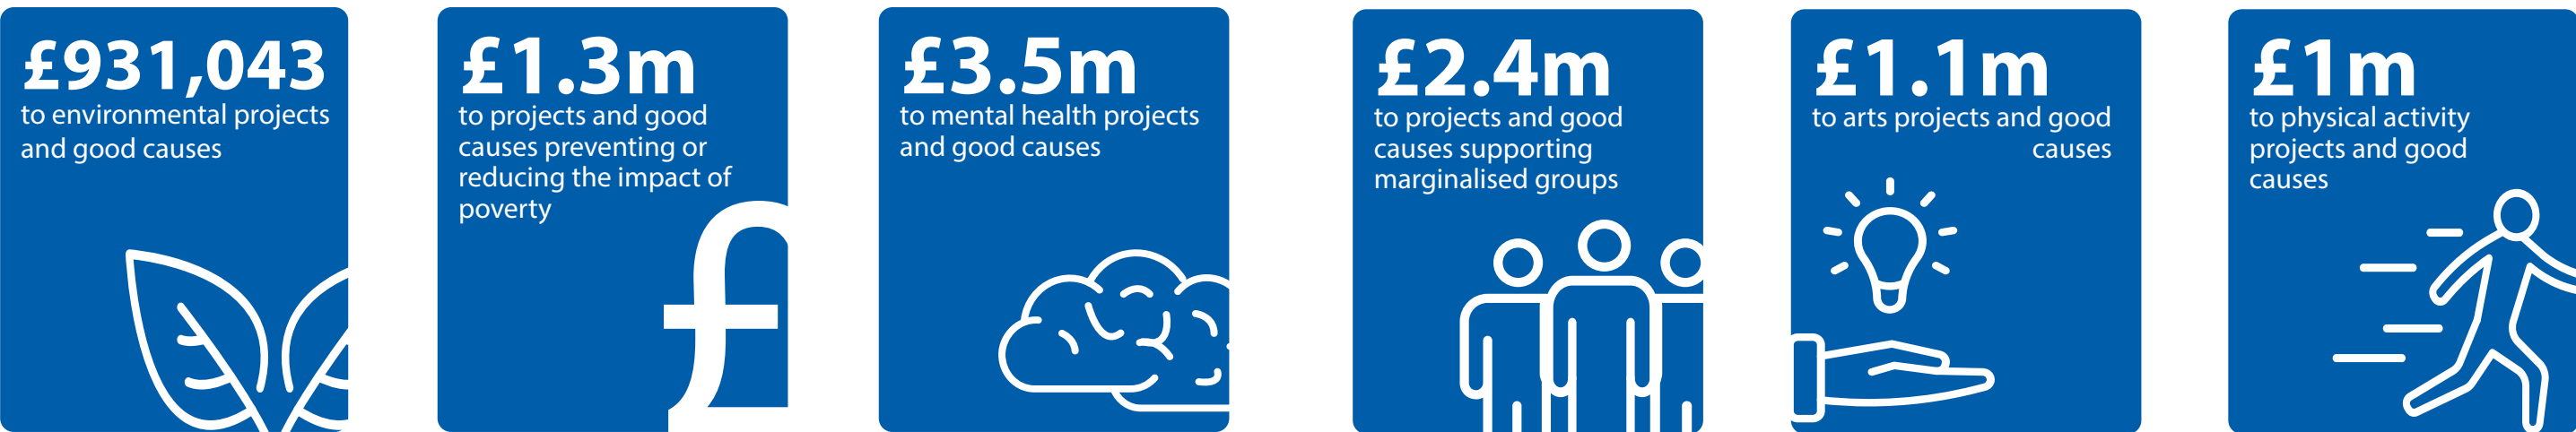 £931,043
to environmental projects
and good causes
£1.3m
to projects and good
causes preventing or
reducing the impact of
poverty
£
£3.5m
to mental health projects
and good causes
£2.4m
to projects and good
causes supporting
marginalised groups
£1.1m
to arts projects and good
causes
£1m
to physical activity
projects and good
causes